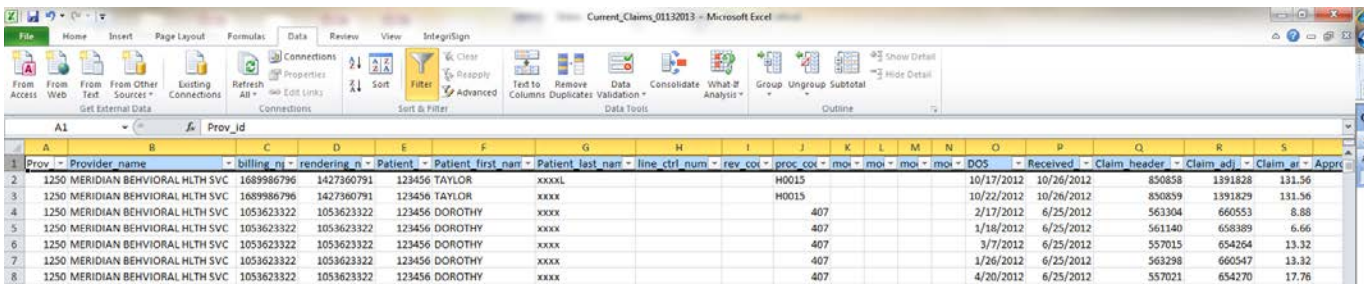 Current_Claims_01132013 - Microsoft Excel
File Home Insert Page Layout Formulas Data Review View IntegriSign
From Access From Web From Text From Other Sources Existing Connections Refresh All Connections Properties Edit Links Sort Filter Clear Reapply Advanced Text to Columns Remove Duplicates Data Validation Consolidate What-If Analysis Group Ungroup Subtotal Show Detail Hide Detail
Get External Data Connections Sort & Filter Data Tools Outline
A1 fx Prov_id
A B C D E F G H I J K L M N O P Q R S
1 Prov_ Provider_name billing_np rendering_n Patient_ Patient_first_nam Patient_last_nam line_ctrl_num rev_co proc_co mo mo mo mo DOS Received_ Claim_header_ Claim_adj_ Claim_ar Appro
2 1250 MERIDIAN BEHVIORAL HLTH SVC 1689986796 1427360791 123456 TAYLOR xxxxL H0015 10/17/2012 10/26/2012 850858 1391828 131.56
3 1250 MERIDIAN BEHVIORAL HLTH SVC 1689986796 1427360791 123456 TAYLOR xxxx H0015 10/22/2012 10/26/2012 850859 1391829 131.56
4 1250 MERIDIAN BEHVIORAL HLTH SVC 1053623322 1053623322 123456 DOROTHY xxxx 407 2/17/2012 6/25/2012 563304 660553 8.88
5 1250 MERIDIAN BEHVIORAL HLTH SVC 1053623322 1053623322 123456 DOROTHY xxxx 407 1/18/2012 6/25/2012 561140 658389 6.66
6 1250 MERIDIAN BEHVIORAL HLTH SVC 1053623322 1053623322 123456 DOROTHY xxxx 407 3/7/2012 6/25/2012 557015 654264 13.32
7 1250 MERIDIAN BEHVIORAL HLTH SVC 1053623322 1053623322 123456 DOROTHY xxxx 407 1/26/2012 6/25/2012 563298 660547 13.32
8 1250 MERIDIAN BEHVIORAL HLTH SVC 1053623322 1053623322 123456 DOROTHY xxxx 407 4/20/2012 6/25/2012 557021 654270 17.76